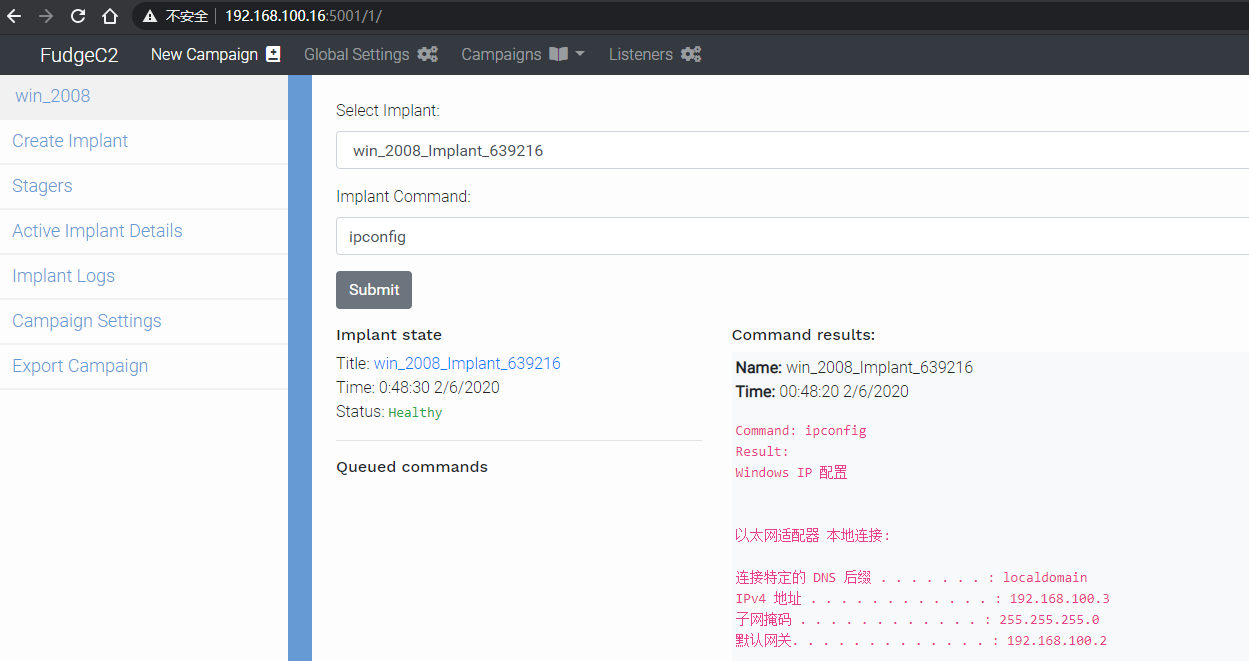 不安全 192.168.100.16:5001/1/
FudgeC2 New Campaign Global Settings Campaigns Listeners
win_2008
Create Implant
Stagers
Active Implant Details
Implant Logs
Campaign Settings
Export Campaign
Select Implant:
win_2008_Implant_639216
Implant Command:
ipconfig
Submit
Implant state
Title: win_2008_Implant_639216
Time: 0:48:30 2/6/2020
Status: Healthy
Queued commands
Command results:
Name: win_2008_Implant_639216
Time: 00:48:20 2/6/2020
Command: ipconfig
Result:
Windows IP 配置
以太网适配器 本地连接:
连接特定的 DNS 后缀 . . . . . . . : localdomain
IPv4 地址 . . . . . . . . . . . . : 192.168.100.3
子网掩码 . . . . . . . . . . . . : 255.255.255.0
默认网关. . . . . . . . . . . . . : 192.168.100.2